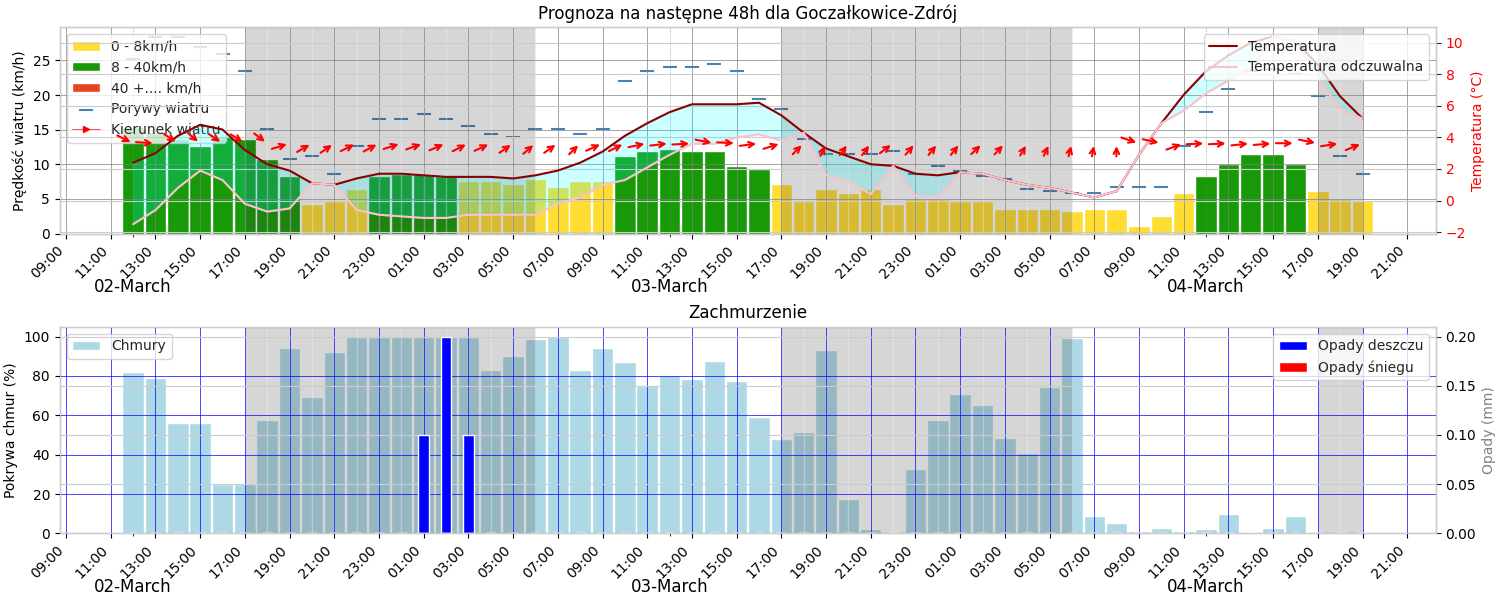 Prognoza na następne 48h dla Goczałkowice-Zdrój
Prędkość wiatru (km/h)
25
20
15
10
5
0
0 - 8km/h
8 - 40km/h
40 +.... km/h
Porywy wiatru
Kierunek wiatru
Temperatura
Temperatura odczuwalna
10
8
6
4
2
0
−2
Temperatura (°C)
09:00 11:00 13:00 15:00 17:00 19:00 21:00 23:00 01:00 03:00 05:00 07:00 09:00 11:00 13:00 15:00 17:00 19:00 21:00 23:00 01:00 03:00 05:00 07:00 09:00 11:00 13:00 15:00 17:00 19:00 21:00
02-March 03-March 04-March
Zachmurzenie
Pokrywa chmur (%)
100
80
60
40
20
0
Chmury
Opady deszczu
Opady śniegu
0.20
0.15
0.10
0.05
0.00
Opady (mm)
09:00 11:00 13:00 15:00 17:00 19:00 21:00 23:00 01:00 03:00 05:00 07:00 09:00 11:00 13:00 15:00 17:00 19:00 21:00 23:00 01:00 03:00 05:00 07:00 09:00 11:00 13:00 15:00 17:00 19:00 21:00
02-March 03-March 04-March